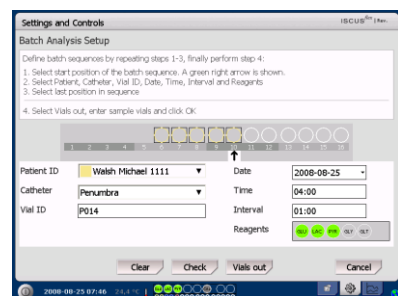 Settings and Controls
ISCUS
Batch Analysis Setup
Define batch sequences by repeating steps 1-3, finally perform step 4:
1. Select start position of the batch sequence. A green right arrow is shown.
2. Select Patient, Catheter, Vial ID, Date, Time, Interval and Reagents
3. Select last position in sequence
4. Select Vials out, enter sample vials and click OK
1 2 3 4 5 6 7 8 9 10 11 12 13 14 15 16
Patient ID Walsh Michael 1111 Date 2008-08-25
Catheter Penumbra Time 04:00
Vial ID P014 Interval 01:00
Reagents GLU LAC PYR GLY GLT
Clear Check Vials out Cancel
2008-08-25 07:46 24,4 °C